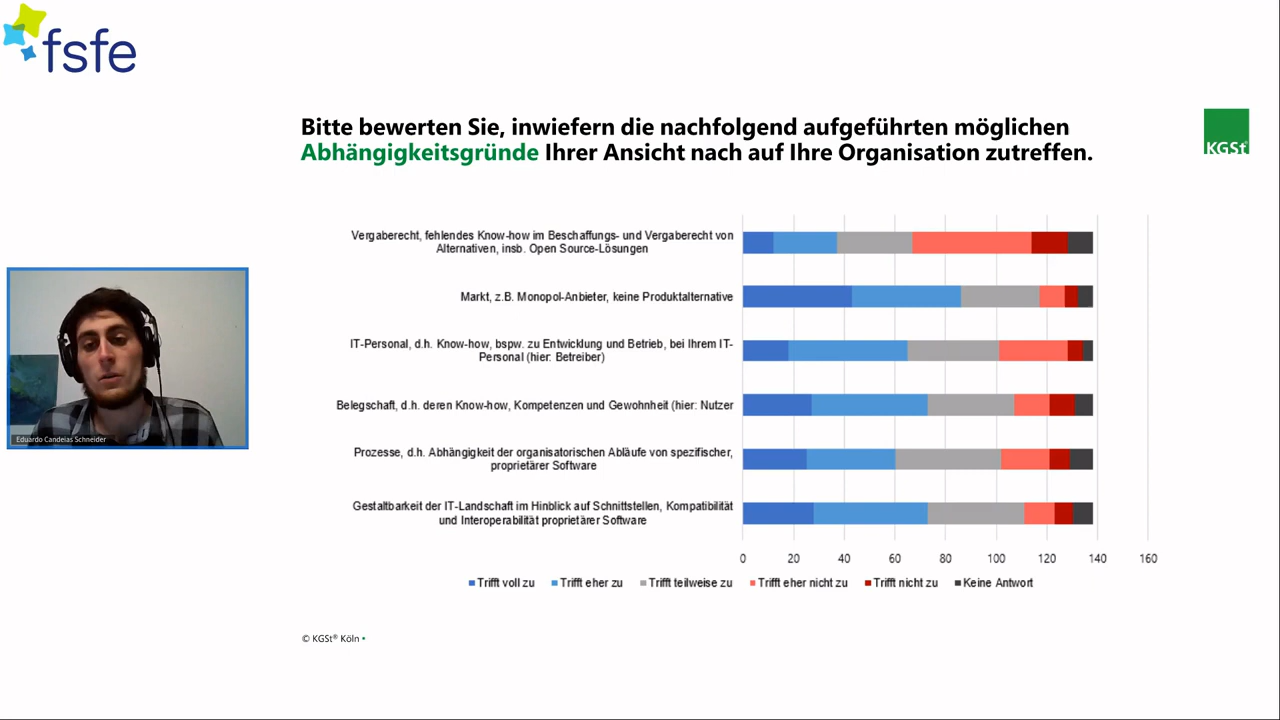 fsfe
Bitte bewerten Sie, inwiefern die nachfolgend aufgeführten möglichen
Abhängigkeitsgründe Ihrer Ansicht nach auf Ihre Organisation zutreffen.
KGSt
Vergaberecht, fehlendes Know-how im Beschaffungs- und Vergaberecht von
Alternativen, insb. Open Source-Lösungen
Markt, z.B. Monopol-Anbieter, keine Produktalternative
IT-Personal, d.h. Know-how, bspw. zu Entwicklung und Betrieb, bei Ihrem IT-
Personal (hier: Betreiber)
Belegschaft, d.h. deren Know-how, Kompetenzen und Gewohnheit (hier: Nutzer
Prozesse, d.h. Abhängigkeit der organisatorischen Abläufe von spezifischer,
proprietärer Software
Gestaltbarkeit der IT-Landschaft im Hinblick auf Schnittstellen, Kompatibilität
und Interoperabilität proprietärer Software
0 20 40 60 80 100 120 140 160
Trifft voll zu Trifft eher zu Trifft teilweise zu Trifft eher nicht zu Trifft nicht zu Keine Antwort
Eduardo Candeias Schneider
© KGSt® Köln •